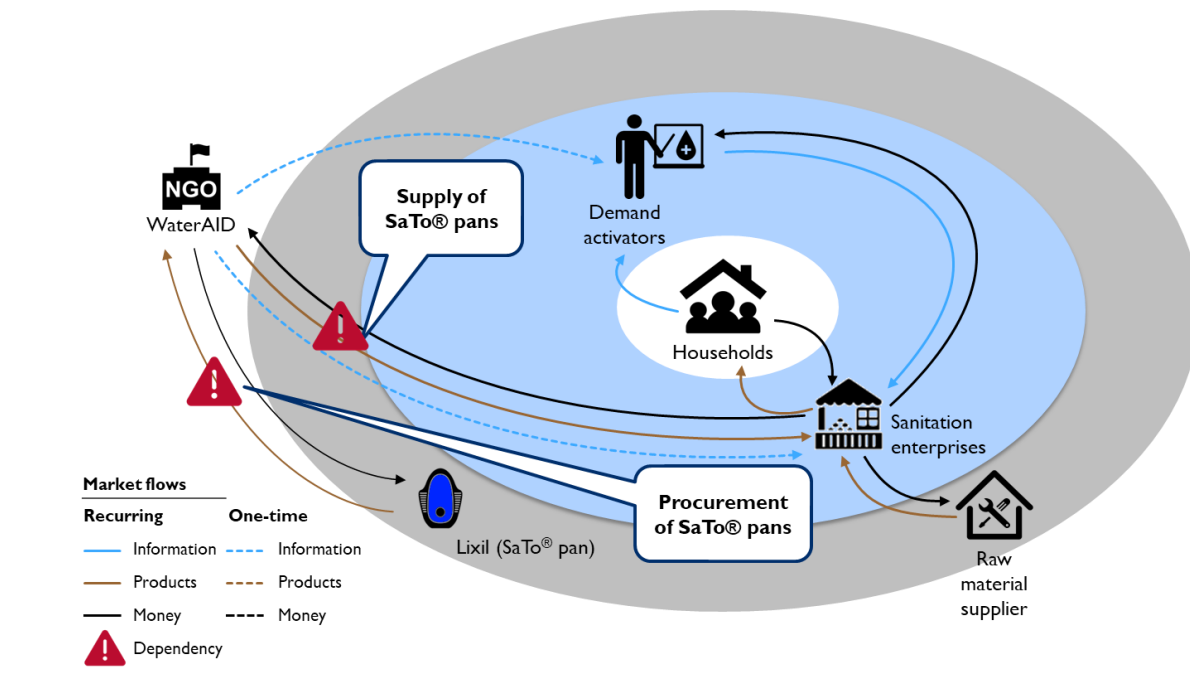 NGO
WaterAID
Supply of
SaTo® pans
Demand
activators
Households
Sanitation
enterprises
Procurement
of SaTo® pans
Lixil (SaTo® pan)
Raw
material
supplier
Market flows
Recurring One-time
Information Information
Products Products
Money Money
Dependency